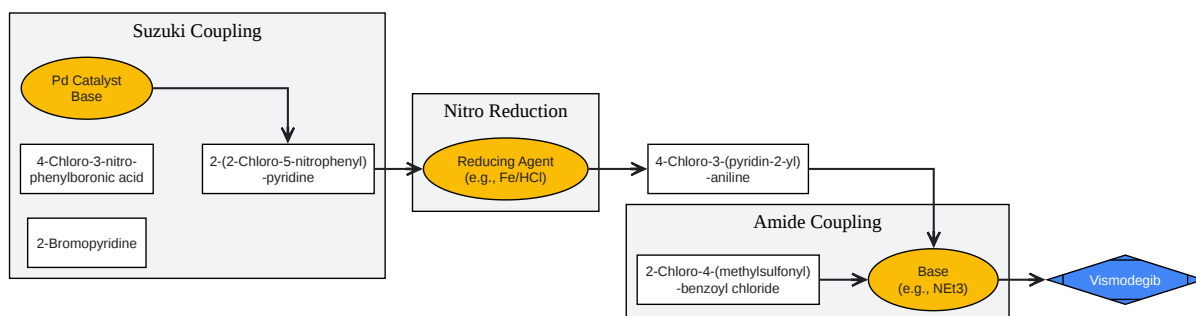 Suzuki Coupling
Pd Catalyst
Base
4-Chloro-3-nitro-
phenylboronic acid
2-(2-Chloro-5-nitrophenyl)
-pyridine
2-Bromopyridine
Nitro Reduction
Reducing Agent
(e.g., Fe/HCl)
4-Chloro-3-(pyridin-2-yl)
-aniline
Amide Coupling
2-Chloro-4-(methylsulfonyl)
-benzoyl chloride
Base
(e.g., NEt3)
Vismodegib